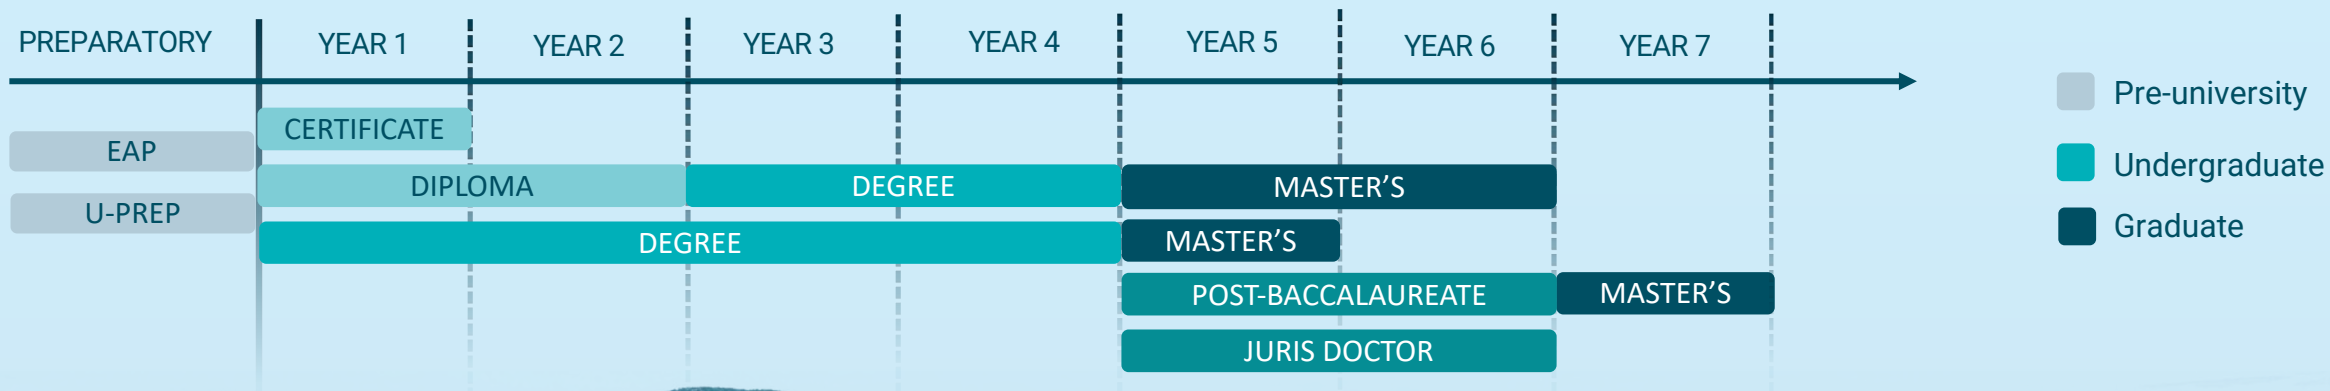 PREPARATORY YEAR 1 YEAR 2 YEAR 3 YEAR 4 YEAR 5 YEAR 6 YEAR 7
CERTIFICATE
EAP
DIPLOMA DEGREE MASTER’S
U-PREP
DEGREE MASTER’S
POST-BACCALAUREATE MASTER’S
JURIS DOCTOR
Pre-university
Undergraduate
Graduate